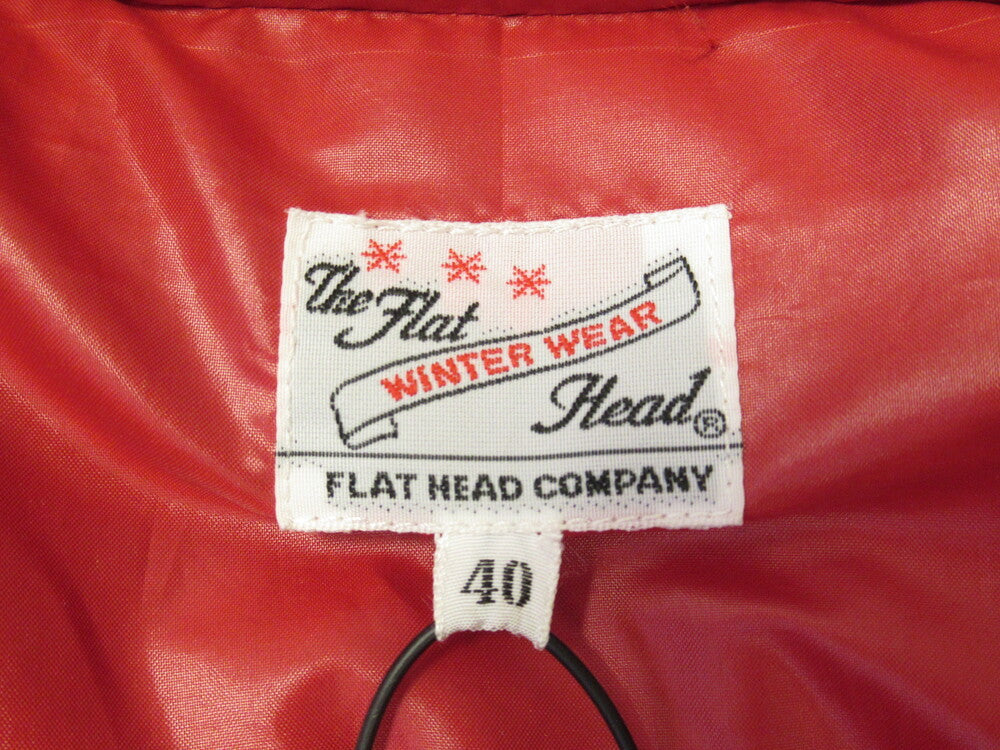 The Flat
WINTER WEAR
Head®
FLAT HEAD COMPANY
40